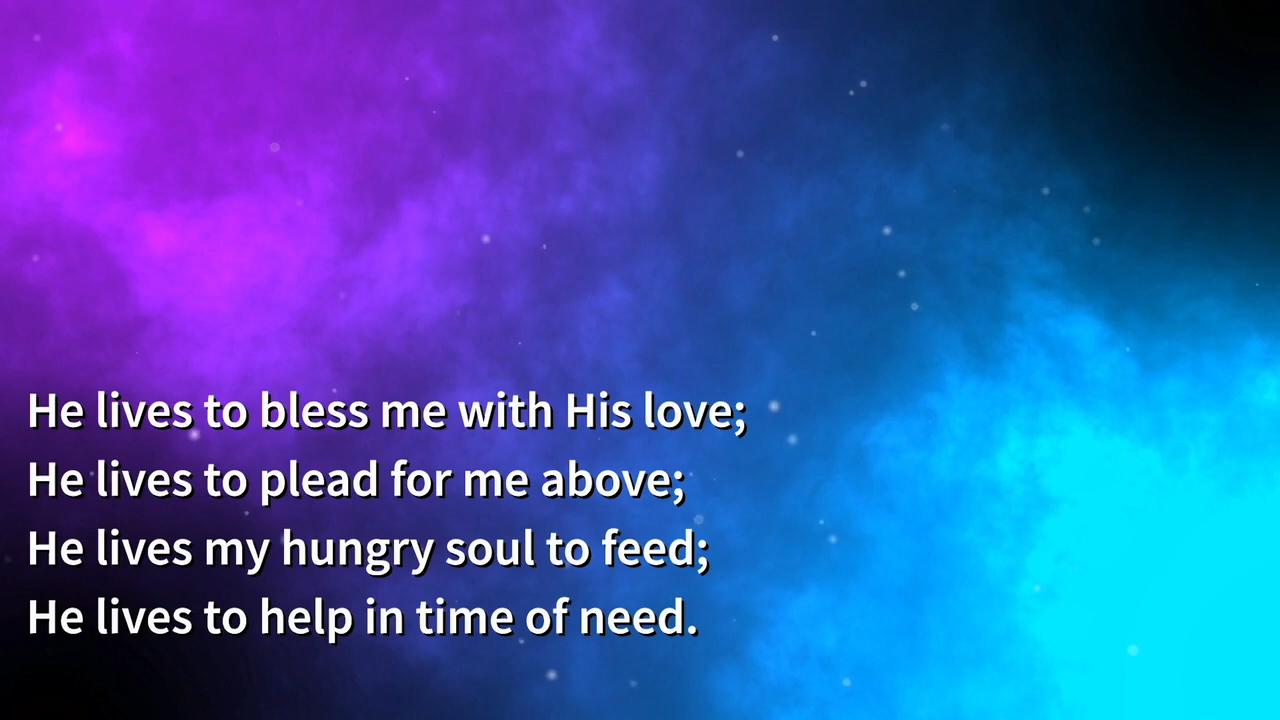 He lives to bless me with His love;
He lives to plead for me above;
He lives my hungry soul to feed;
He lives to help in time of need.